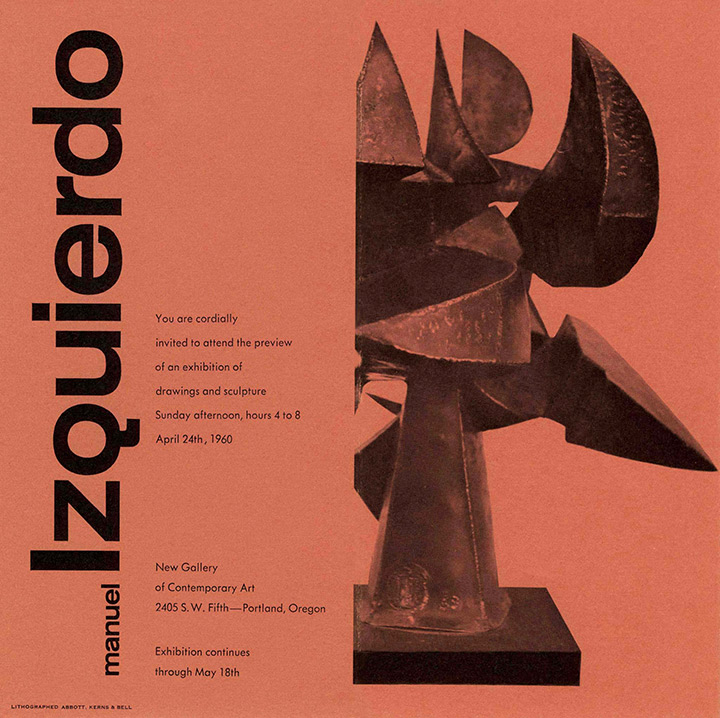 manuel
Izquierdo
You are cordially
invited to attend the preview
of an exhibition of
drawings and sculpture
Sunday afternoon, hours 4 to 8
April 24th, 1960
New Gallery
of Contemporary Art
2405 S. W. Fifth—Portland, Oregon
Exhibition continues
through May 18th
LITHOGRAPHED ABBOTT, KERNS & BELL